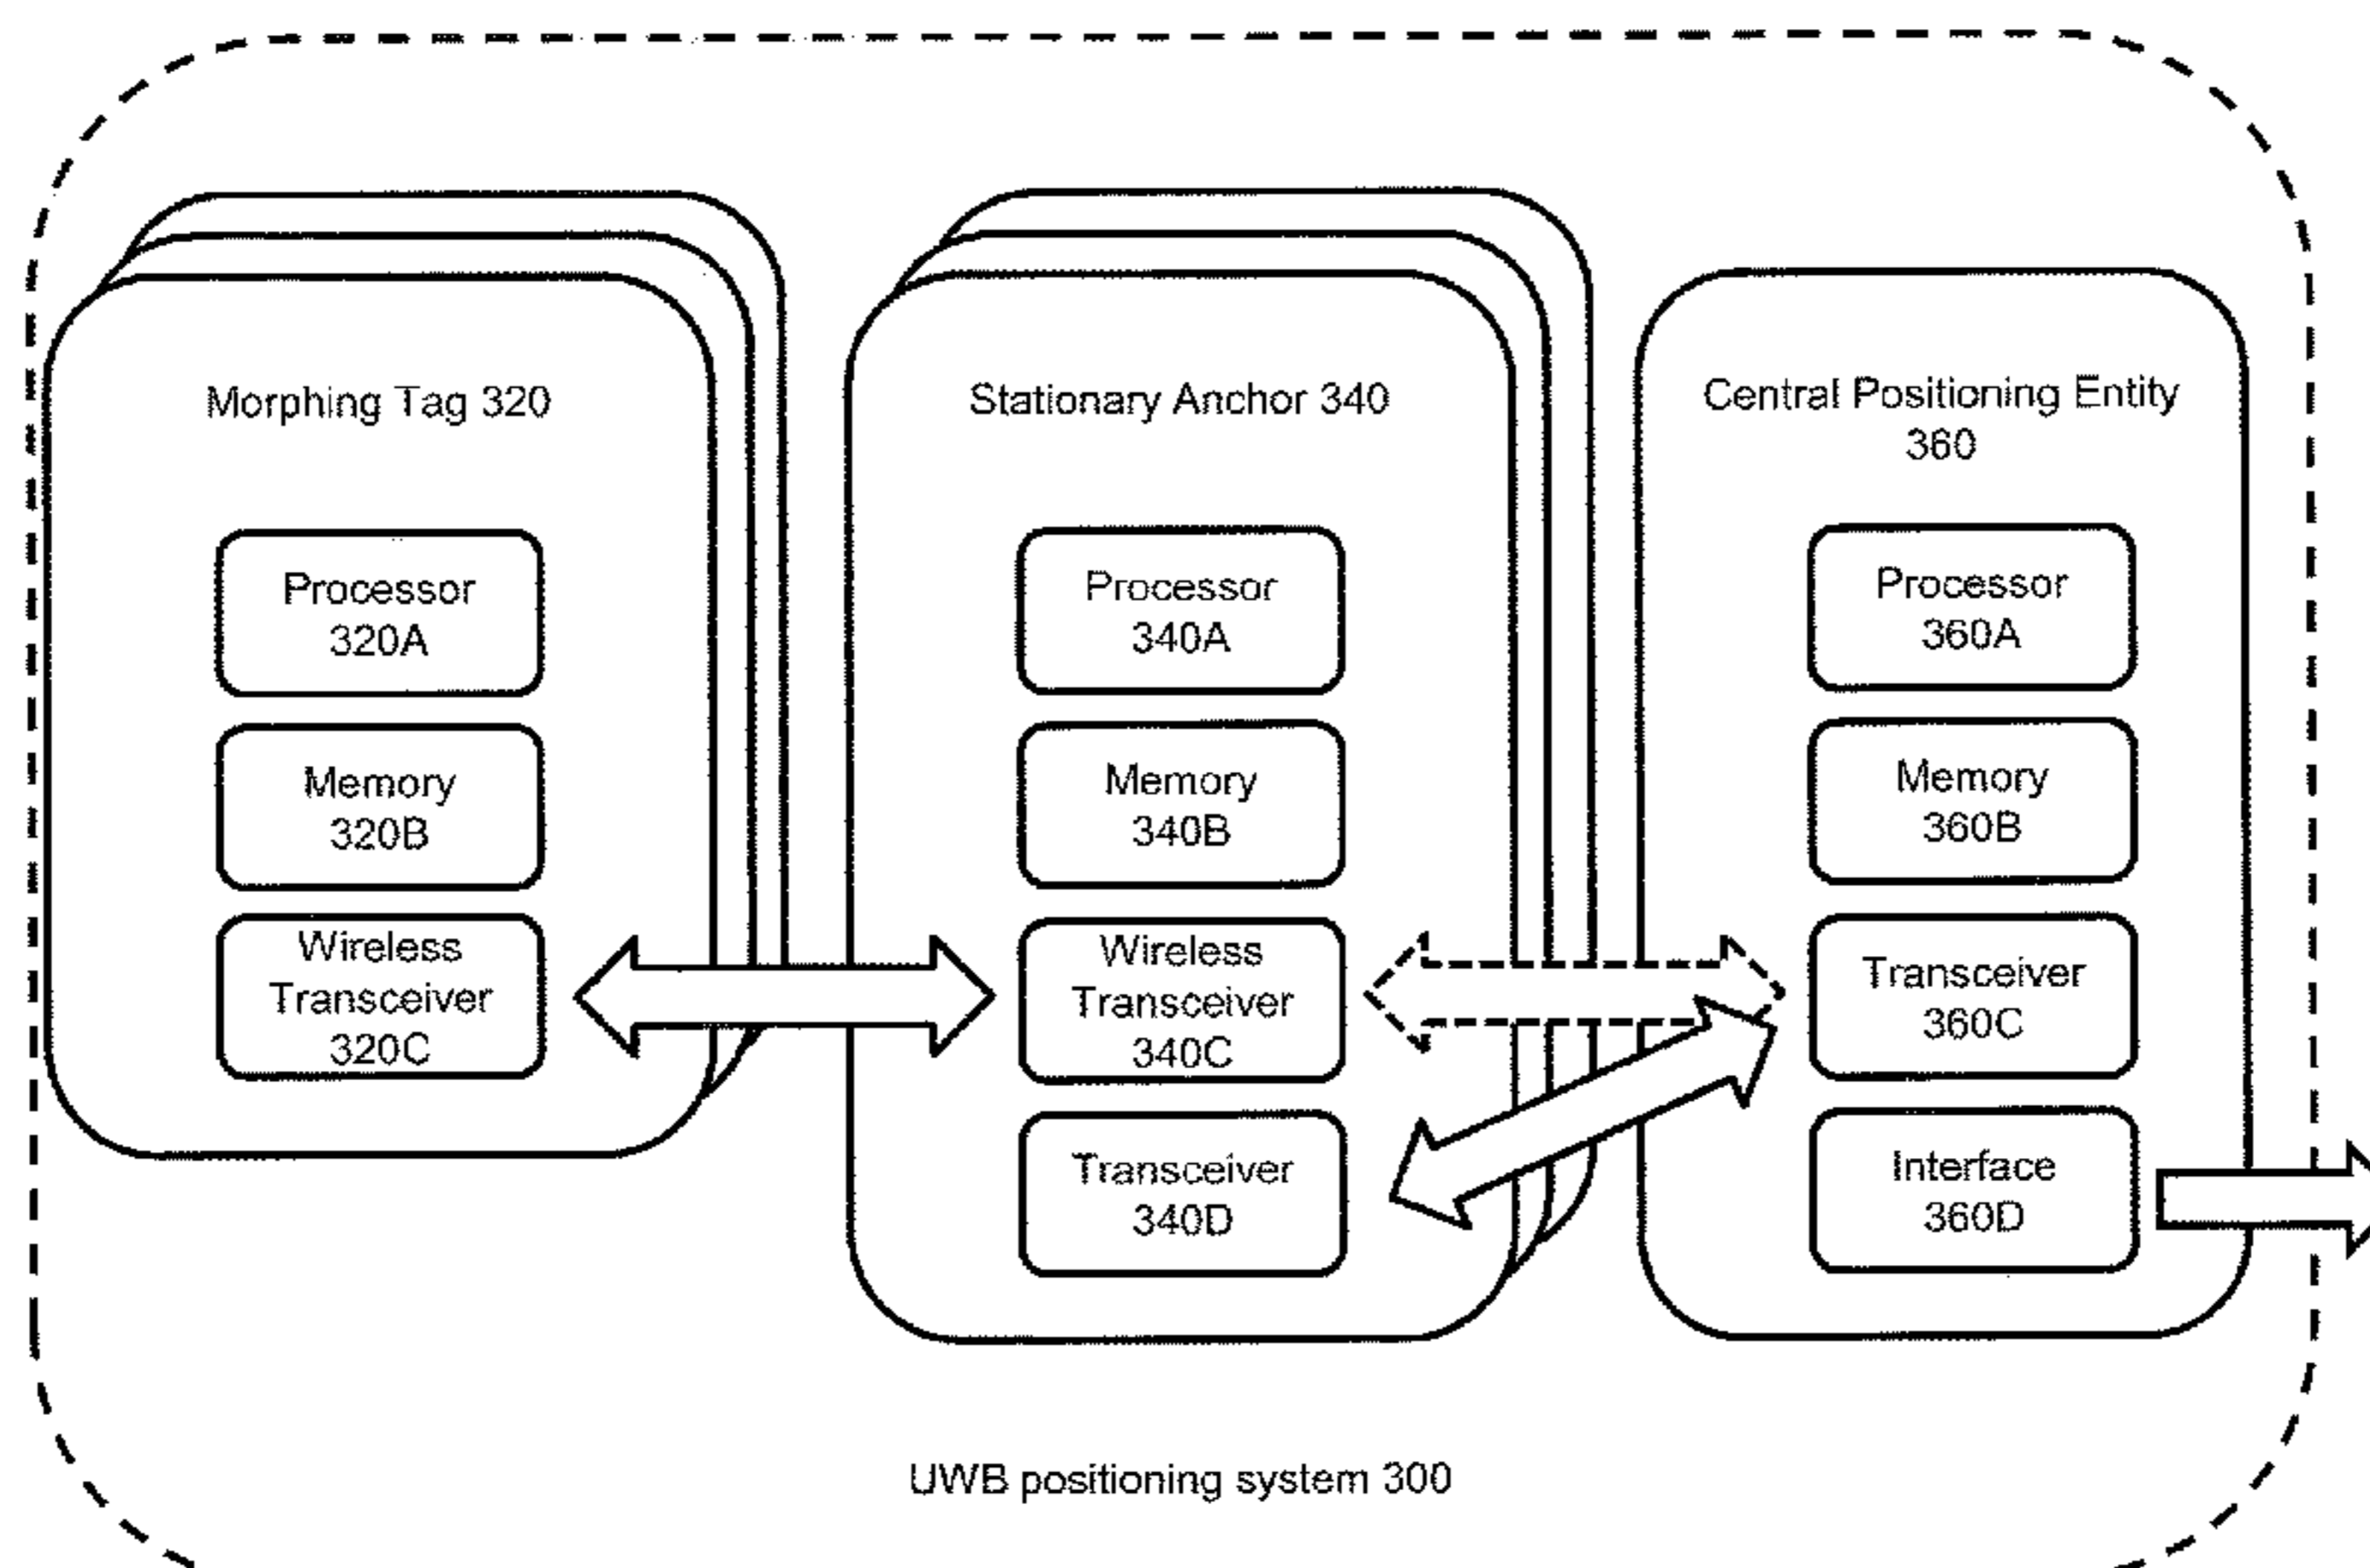 Morphing Tag 320
Processor
320A
Memory
320B
Wireless
Transceiver
320C
Stationary Anchor 340
Processor
340A
Memory
340B
Wireless
Transceiver
340C
Transceiver
340D
Central Positioning Entity
360
Processor
360A
Memory
360B
Transceiver
360C
Interface
360D
UWB positioning system 300